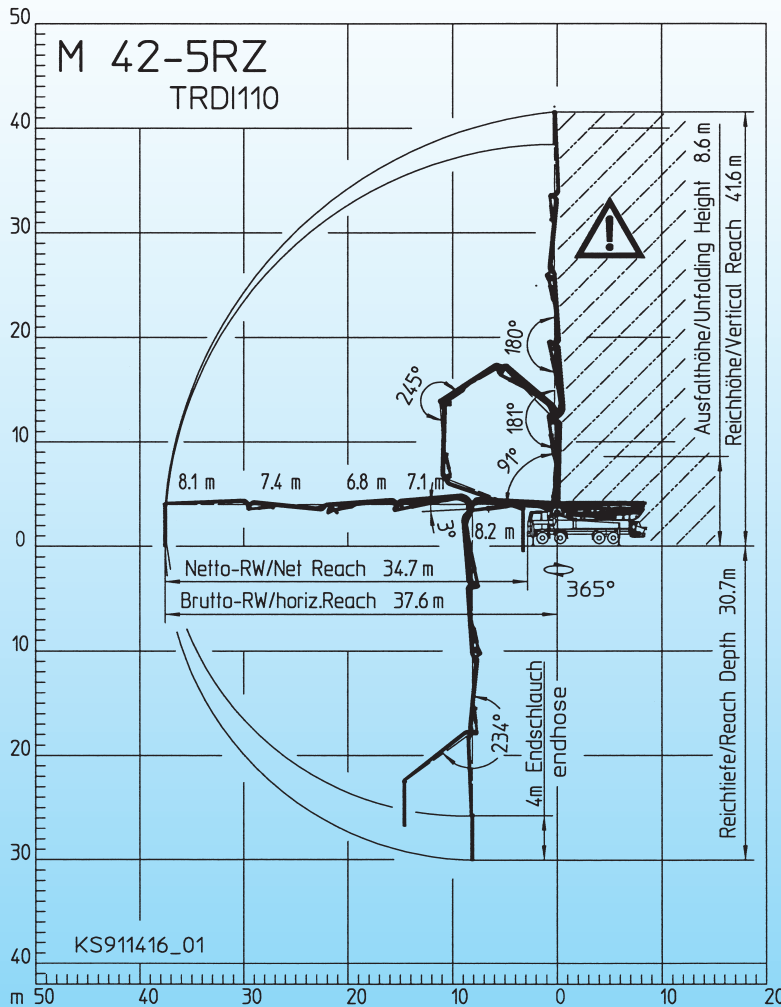 50
M 42-5RZ
TRDI110
40
30
20
10
0
10
20
30
40
m 50
40
30
20
10
0
10
20
Ausfalthöhe/Unfolding Height 8.6 m
Reichhöhe/Vertical Reach 41.6 m
180°
245°
181°
91°
8.1 m
7.4 m
6.8 m
7.1 m
3°
8.2 m
Netto-RW/Net Reach 34.7 m
Brutto-RW/horiz.Reach 37.6 m
365°
234°
4m Endschlauch
endhose
Reichtiefe/Reach Depth 30.7m
KS911416_01
!